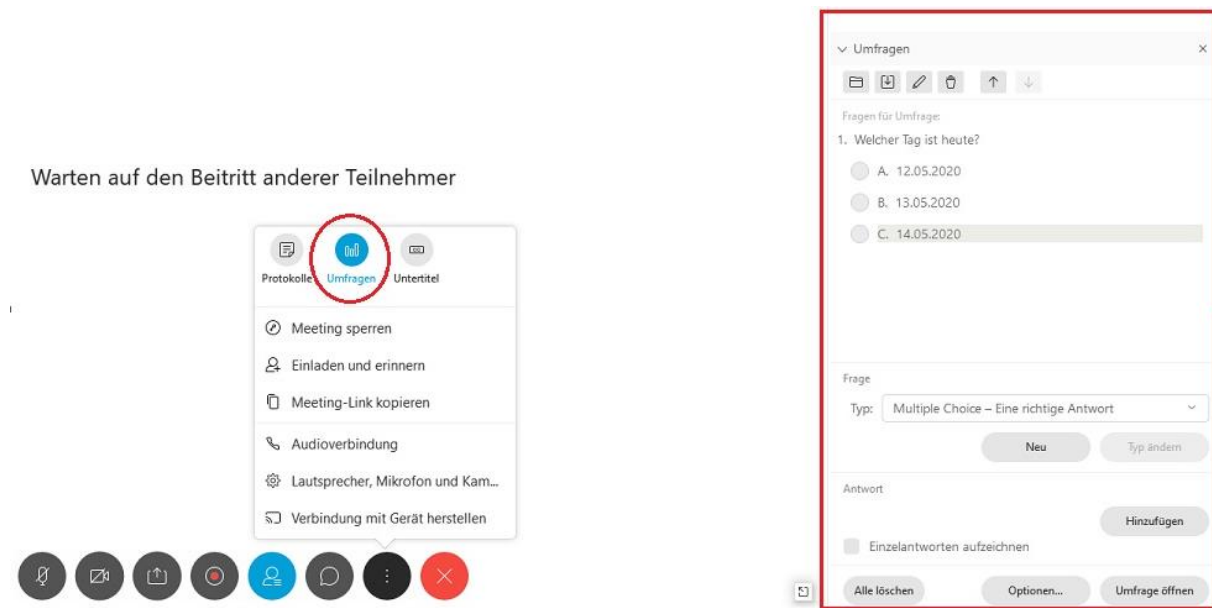 Warten auf den Beitritt anderer Teilnehmer
Protokolle Umfragen Untertitel
Meeting sperren
Einladen und erinnern
Meeting-Link kopieren
Audioverbindung
Lautsprecher, Mikrofon und Kam...
Verbindung mit Gerät herstellen
Umfragen
Fragen für Umfrage:
1. Welcher Tag ist heute?
A. 12.05.2020
B. 13.05.2020
C. 14.05.2020
Frage
Typ: Multiple Choice – Eine richtige Antwort
Neu Typ ändern
Antwort
Hinzufügen
Einzelantworten aufzeichnen
Alle löschen Optionen... Umfrage öffnen